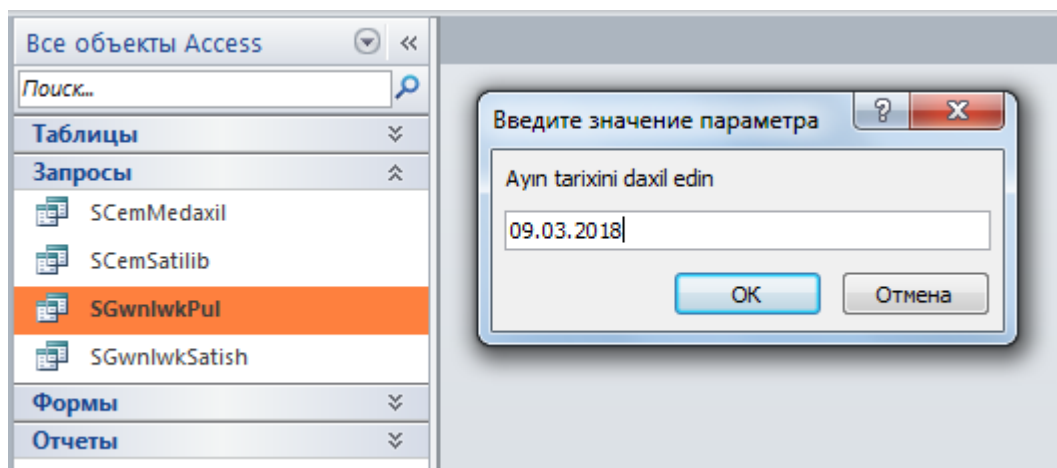 Все объекты Access
Поиск...
Таблицы
Запросы
SCemMedaxil
SCemSatilib
SGwnlwkPul
SGwnlwkSatish
Формы
Отчеты
Введите значение параметра
Ayın tarixini daxil edin
09.03.2018
OK
Отмена